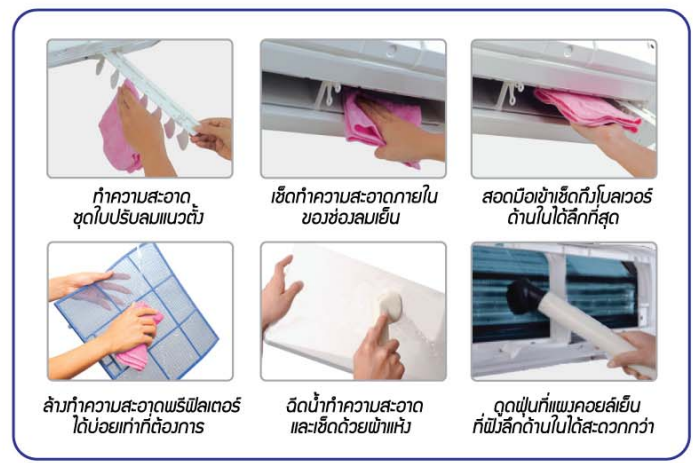 ทำความสะอาด
ชุดใบปรับลมแนวตั้ง
เช็ดทำความสะอาดภายใน
ของช่องลมเย็น
สอดมือเข้าเช็ดถึงโบลเวอร์
ด้านในได้ลึกที่สุด
ล้างทำความสะอาดพรีฟิลเตอร์
ได้บ่อยเท่าที่ต้องการ
ฉีดน้ำทำความสะอาด
และเช็ดด้วยผ้าแห้ง
ดูดฝุ่นที่แผงคอยล์เย็น
ที่ฝังลึกด้านในได้สะดวกกว่า